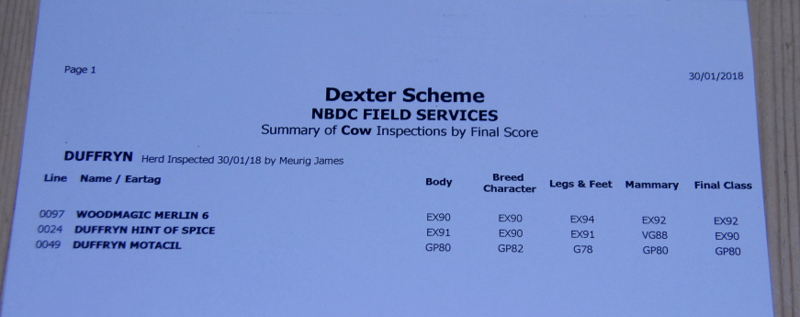 Page 1
30/01/2018
Dexter Scheme
NBDC FIELD SERVICES
Summary of Cow Inspections by Final Score
DUFFRYN Herd Inspected 30/01/18 by Meurig James
Line Name / Eartag Body Breed Character Legs & Feet Mammary Final Class
0097 WOODMAGIC MERLIN 6 EX90 EX90 EX94 EX92 EX92
0024 DUFFRYN HINT OF SPICE EX91 EX90 EX91 VG88 EX90
0049 DUFFRYN MOTACIL GP80 GP82 G78 GP80 GP80